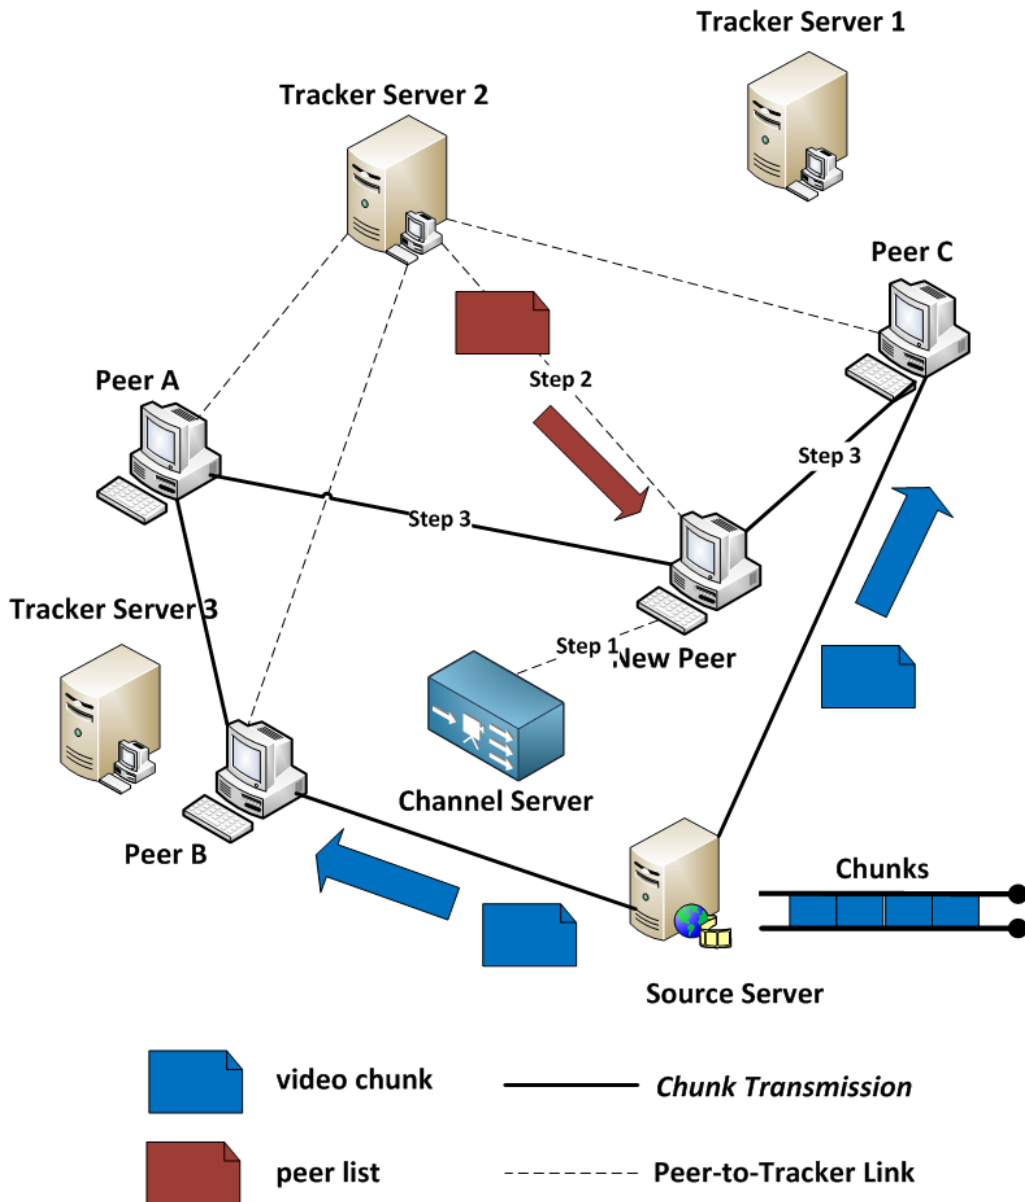 Tracker Server 1
Tracker Server 2
Peer C
Step 2
Peer A
Step 3
Step 3
Tracker Server 3
Step 1
New Peer
Channel Server
Peer B
Chunks
Source Server
video chunk
Chunk Transmission
peer list
Peer-to-Tracker Link